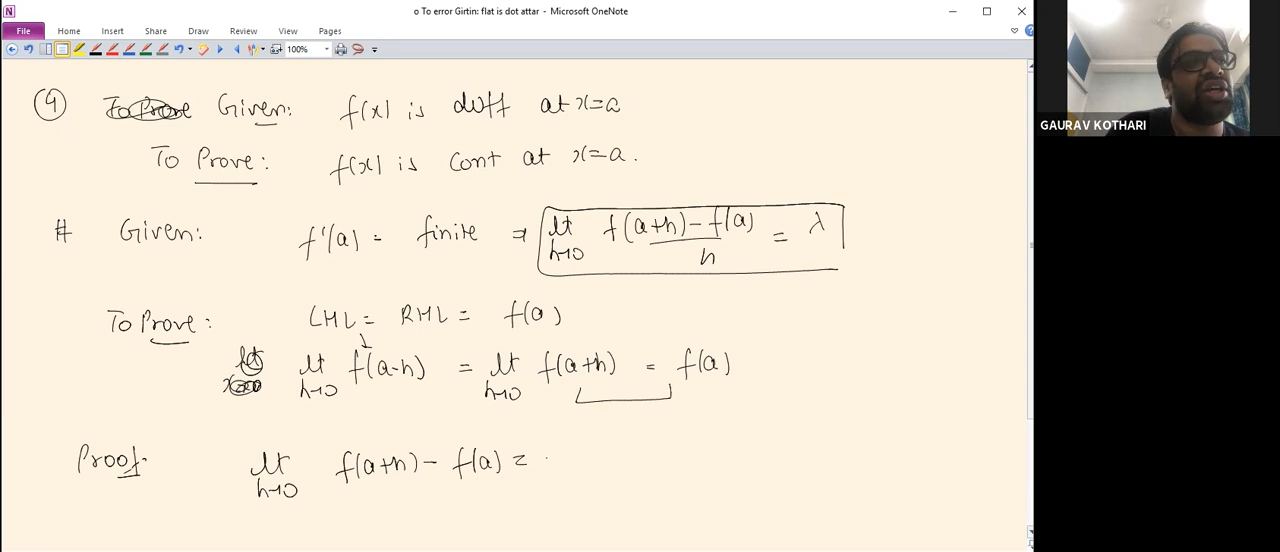 o To error Girtin: flat is dot attar - Microsoft OneNote
File Home Insert Share Draw Review View Pages
100%
GAURAV KOTHARI
④ To Prove Given: f(x) is diff at x=a
To Prove: f(x) is cont at x=a.
# Given: f'(a) = finite ⇒ lt h→0 f(a+h) - f(a) / h = λ
To Prove: LHL = RHL = f(a)
lt h→0 f(a-h) = lt h→0 f(a+h) = f(a)
Proof: lt h→0 f(a+h) - f(a) =